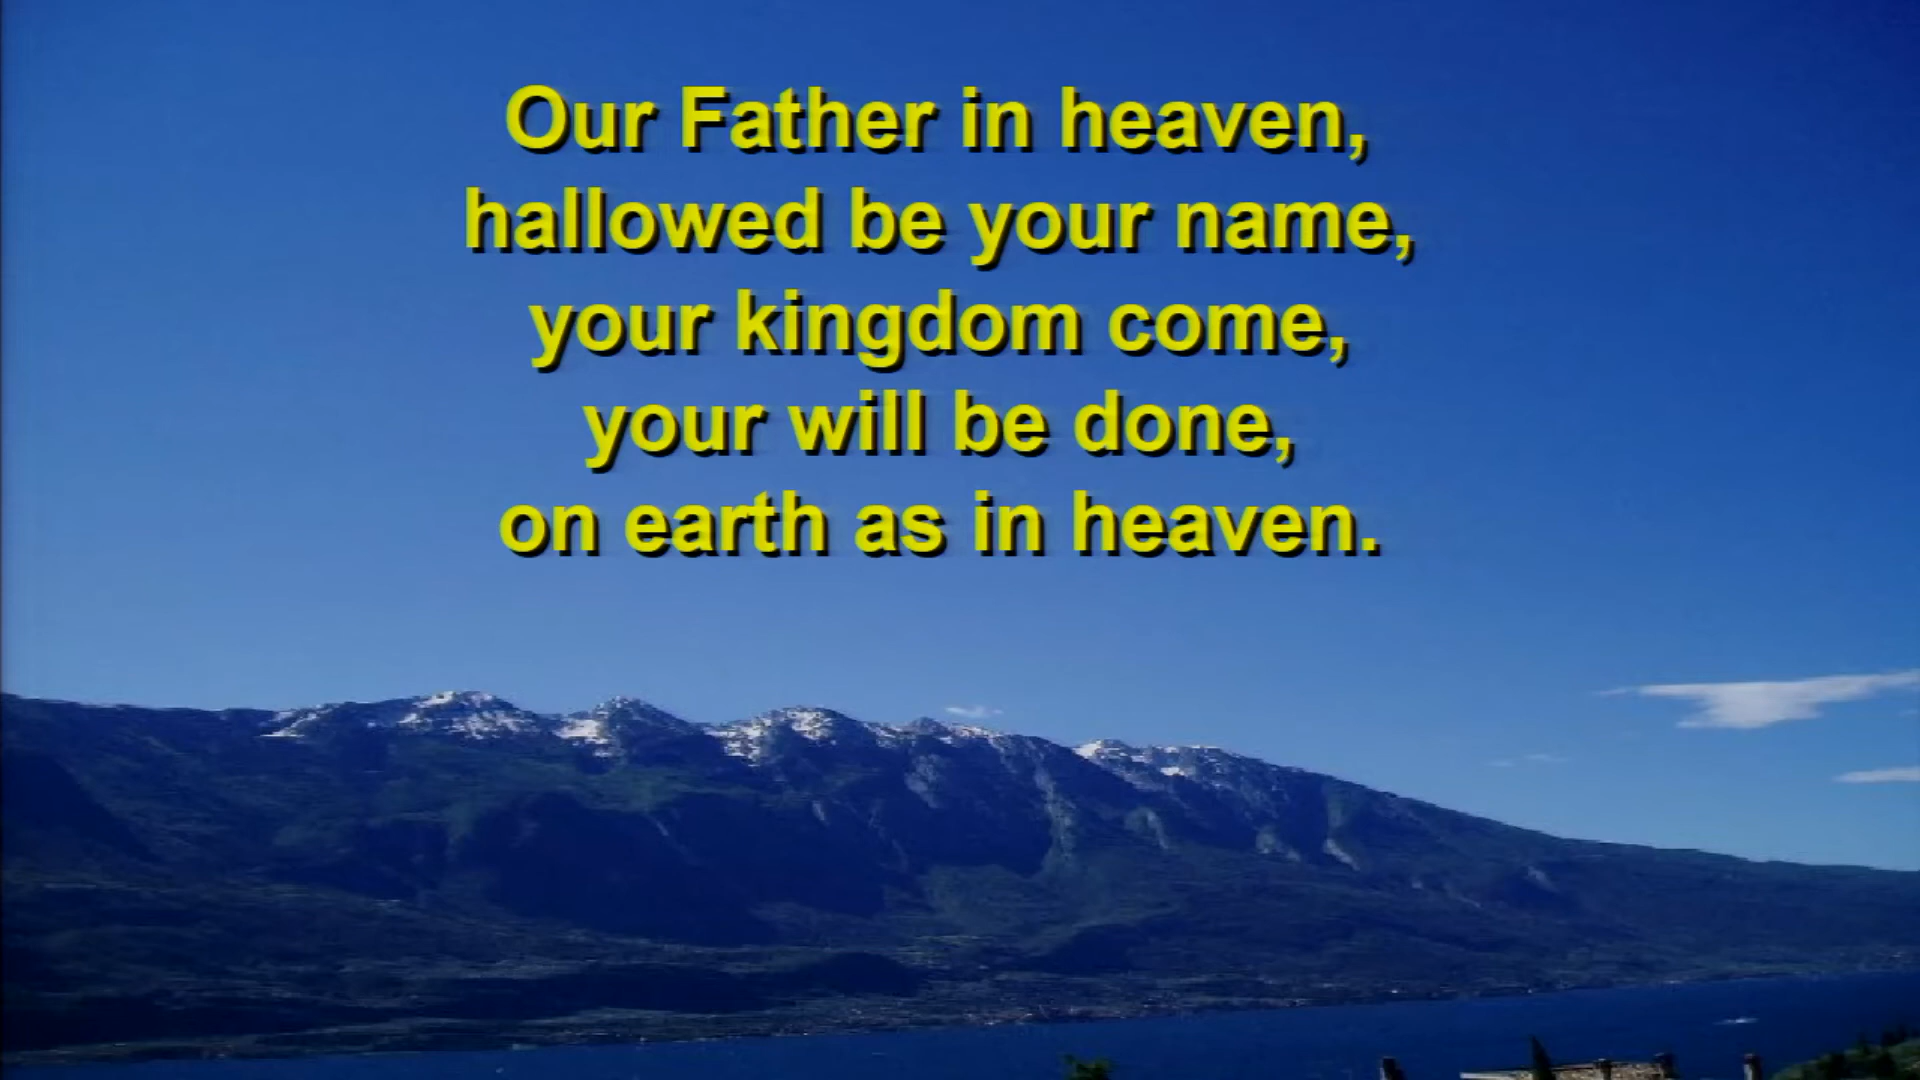 Our Father in heaven,
hallowed be your name,
your kingdom come,
your will be done,
on earth as in heaven.